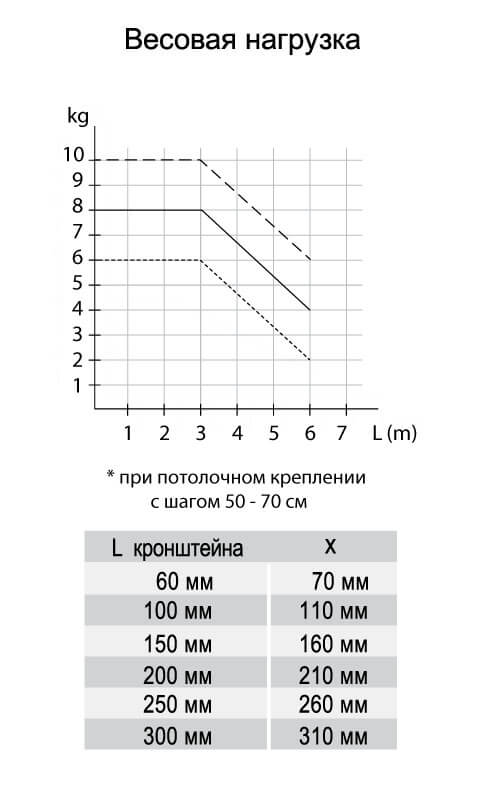 Весовая нагрузка
kg
10
9
8
7
6
5
4
3
2
1
1 2 3 4 5 6 7 L (m)
* при потолочном креплении
с шагом 50 - 70 см
L кронштейна X
60 мм 70 мм
100 мм 110 мм
150 мм 160 мм
200 мм 210 мм
250 мм 260 мм
300 мм 310 мм